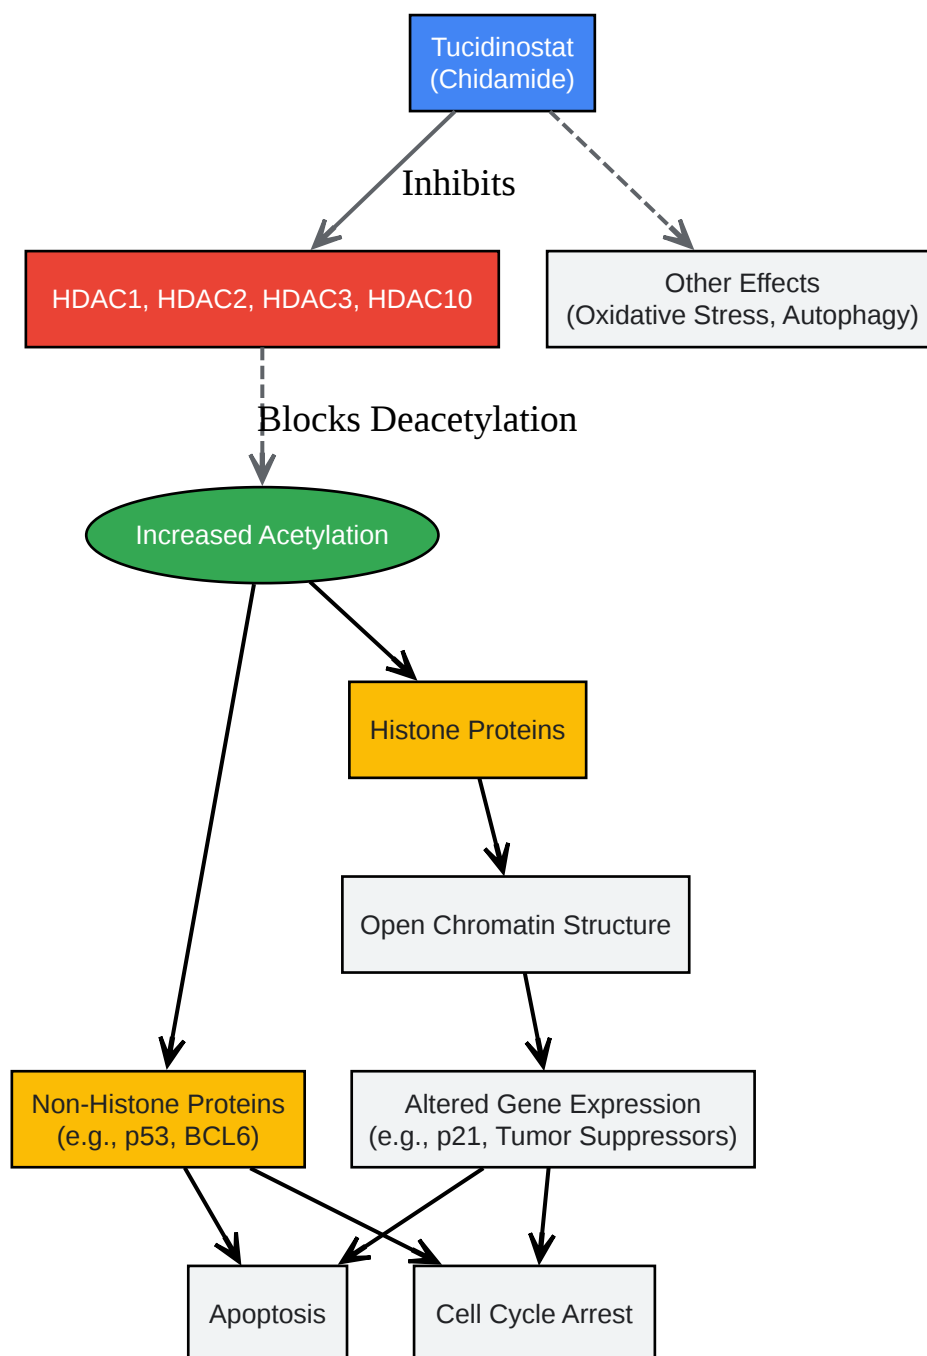 Tucidinostat
(Chidamide)
Inhibits
HDAC1, HDAC2, HDAC3, HDAC10
Other Effects
(Oxidative Stress, Autophagy)
Blocks Deacetylation
Increased Acetylation
Histone Proteins
Open Chromatin Structure
Non-Histone Proteins
(e.g., p53, BCL6)
Altered Gene Expression
(e.g., p21, Tumor Suppressors)
Apoptosis
Cell Cycle Arrest